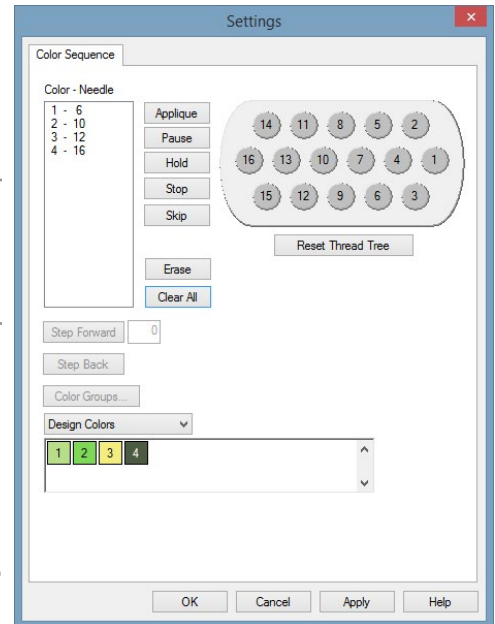 Settings
Color Sequence
Color - Needle
1 - 6
2 - 10
3 - 12
4 - 16
Applique
Pause
Hold
Stop
Skip
Erase
Clear All
14 11 8 5 2
16 13 10 7 4 1
15 12 9 6 3
Reset Thread Tree
Step Forward 0
Step Back
Color Groups...
Design Colors
1 2 3 4
OK Cancel Apply Help